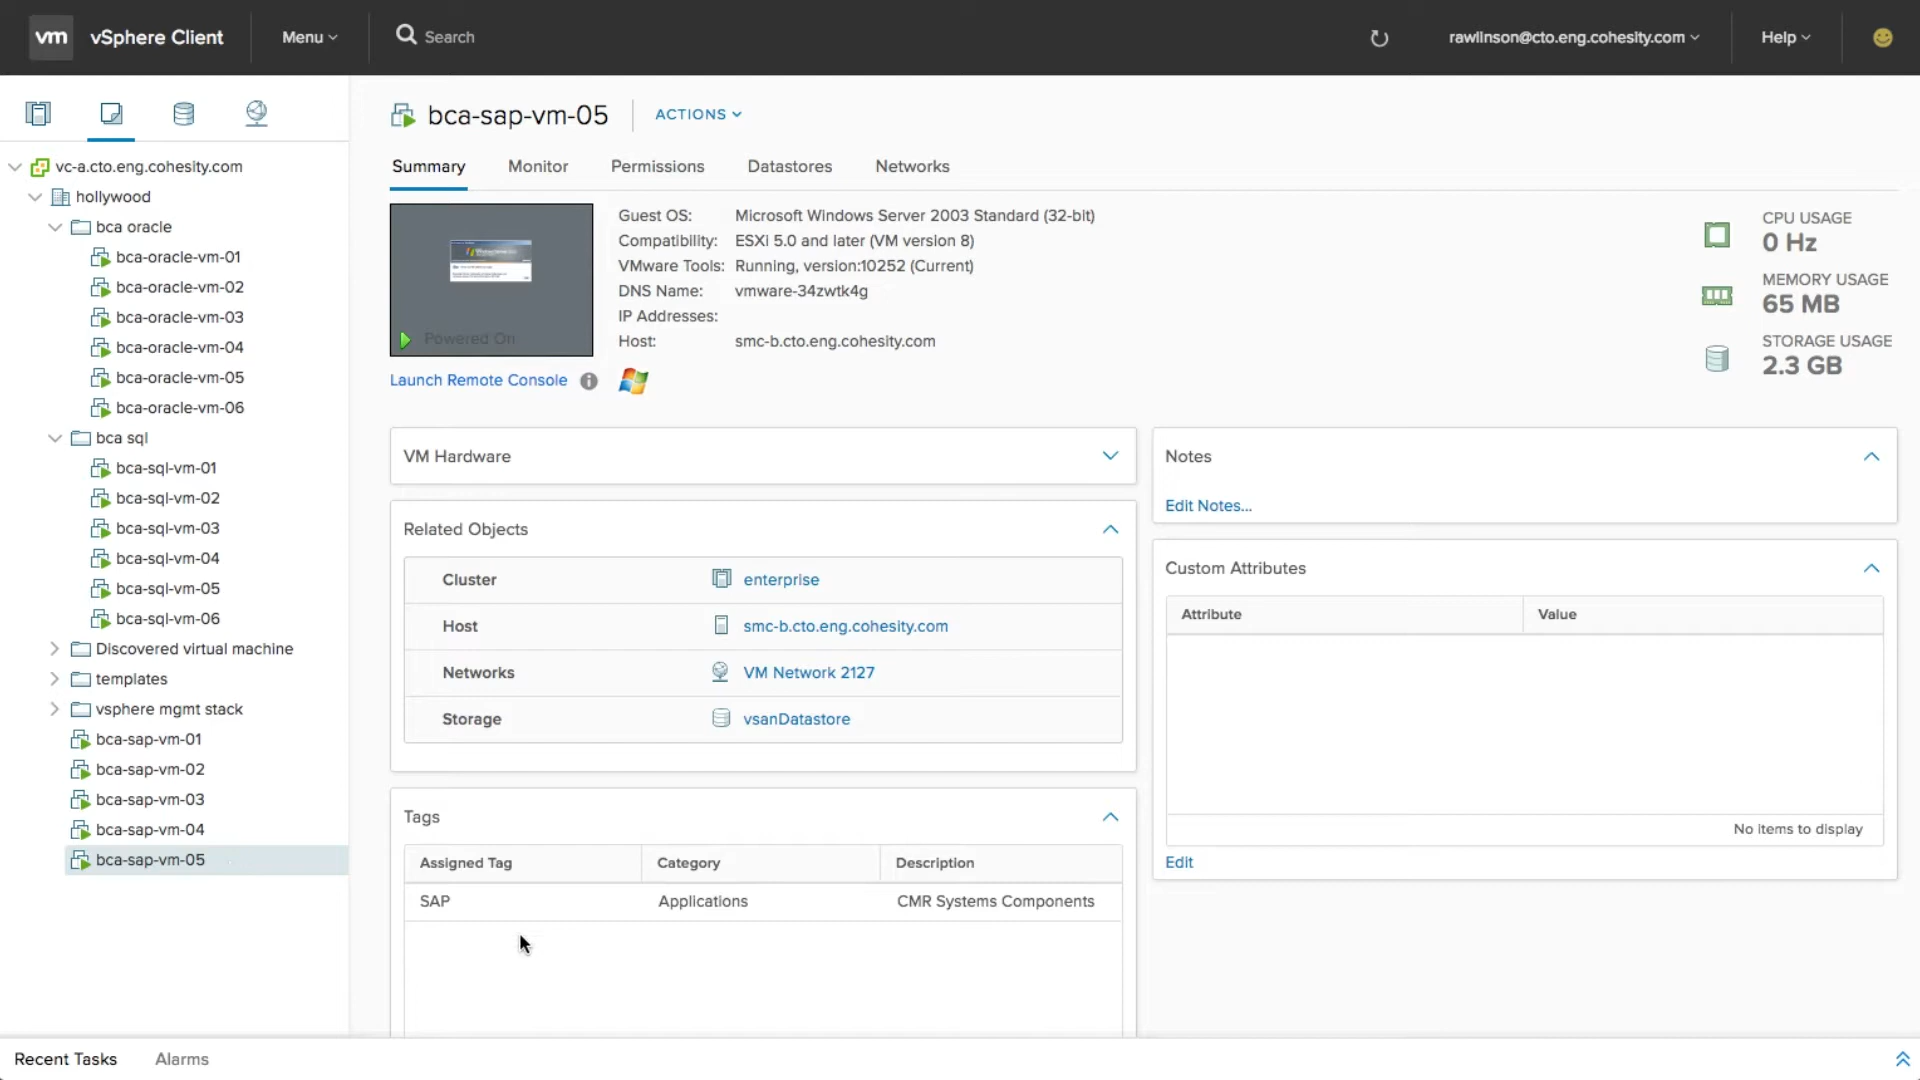 vm vSphere Client Menu Search rawlinson@cto.eng.cohesity.com Help
vc-a.cto.eng.cohesity.com
hollywood
bca oracle
bca-oracle-vm-01
bca-oracle-vm-02
bca-oracle-vm-03
bca-oracle-vm-04
bca-oracle-vm-05
bca-oracle-vm-06
bca sql
bca-sql-vm-01
bca-sql-vm-02
bca-sql-vm-03
bca-sql-vm-04
bca-sql-vm-05
bca-sql-vm-06
Discovered virtual machine
templates
vsphere mgmt stack
bca-sap-vm-01
bca-sap-vm-02
bca-sap-vm-03
bca-sap-vm-04
bca-sap-vm-05
bca-sap-vm-05 ACTIONS
Summary Monitor Permissions Datastores Networks
Powered On
Launch Remote Console
Guest OS: Microsoft Windows Server 2003 Standard (32-bit)
Compatibility: ESXi 5.0 and later (VM version 8)
VMware Tools: Running, version:10252 (Current)
DNS Name: vmware-34zwtk4g
IP Addresses:
Host: smc-b.cto.eng.cohesity.com
CPU USAGE
0 Hz
MEMORY USAGE
65 MB
STORAGE USAGE
2.3 GB
VM Hardware
Related Objects
Cluster enterprise
Host smc-b.cto.eng.cohesity.com
Networks VM Network 2127
Storage vsanDatastore
Tags
Assigned Tag Category Description
SAP Applications CMR Systems Components
Notes
Edit Notes...
Custom Attributes
Attribute Value
No items to display
Edit
Recent Tasks Alarms